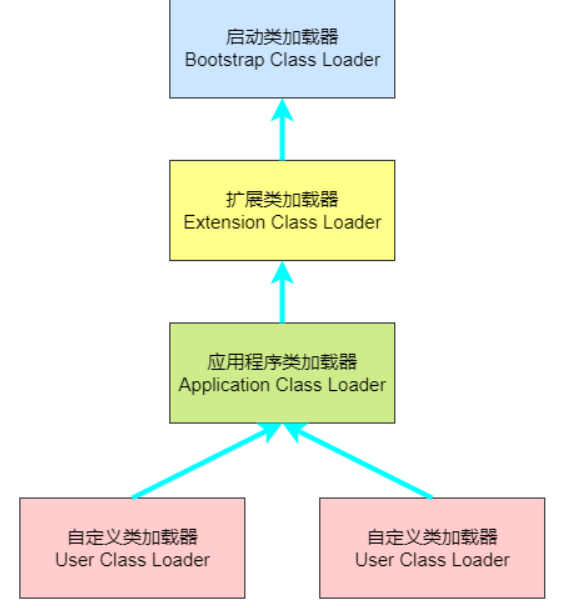 启动类加载器
Bootstrap Class Loader
扩展类加载器
Extension Class Loader
应用程序类加载器
Application Class Loader
自定义类加载器
User Class Loader
自定义类加载器
User Class Loader